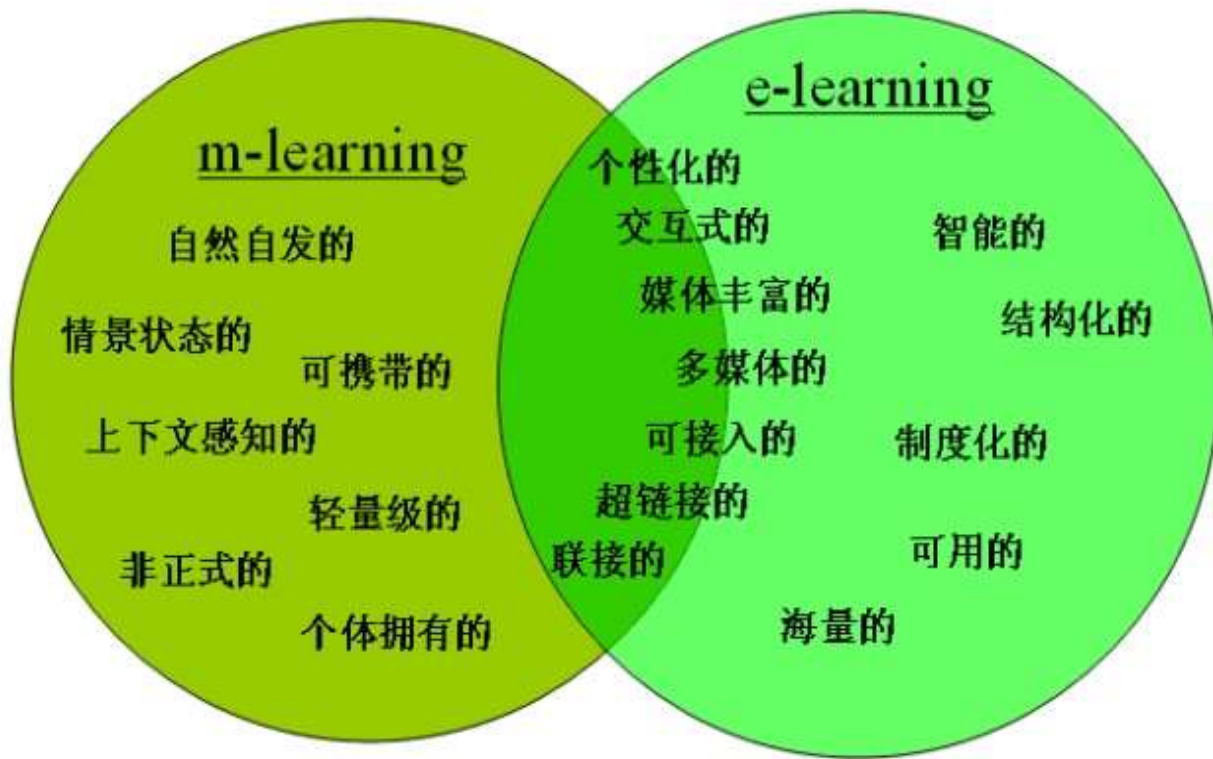 m-learning
自然自发的
情景状态的
可携带的
上下文感知的
轻量级的
非正式的
个体拥有的
e-learning
个性化的
交互式的
媒体丰富的
多媒体的
可接入的
超链接的
联接的
智能的
结构化的
制度化的
可用的
海量的